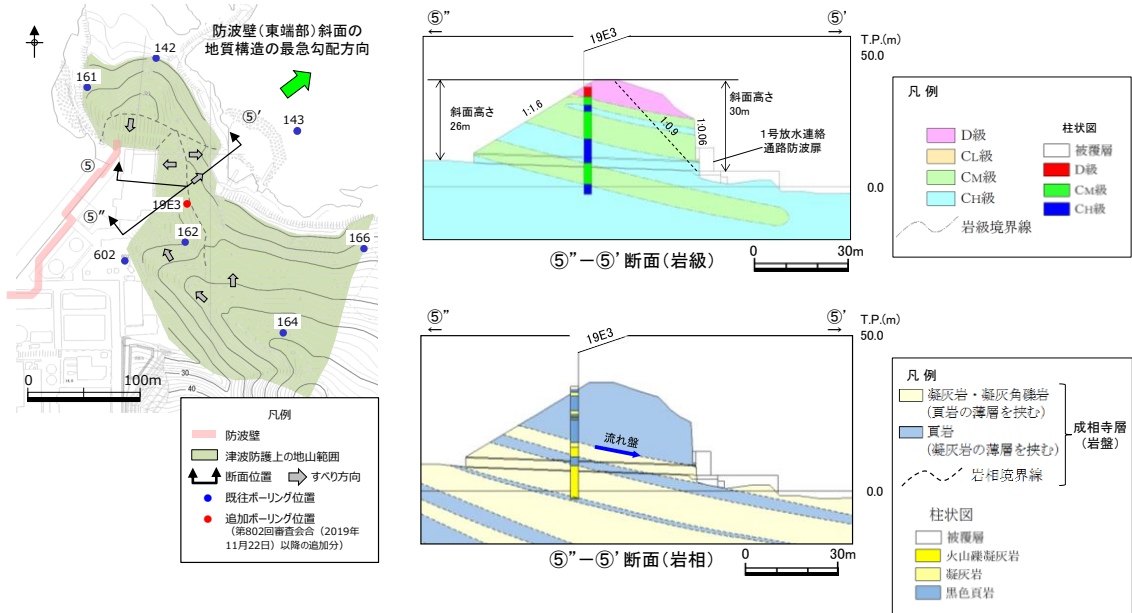 防波壁(東端部)斜面の
地質構造の最急勾配方向
142
161
143
⑤'
⑤
⑤”
19E3
162
602
166
164
30
40
0
100m
凡例
防波壁
津波防護上の地山範囲
断面位置
すべり方向
既往ボーリング位置
追加ボーリング位置
(第802回審査会合(2019年
11月22日)以降の追加分)
⑤”
⑤'
19E3
T.P.(m)
50.0
斜面高さ
26m
1:1.6
1:0.9
1:0.06
斜面高さ
30m
1号放水連絡
通路防波扉
0.0
0
30m
⑤”-⑤'断面(岩級)
凡 例
D級
CL級
CM級
CH級
岩級境界線
柱状図
被覆層
D級
CM級
CH級
⑤”
⑤'
19E3
T.P.(m)
50.0
流れ盤
0.0
0
30m
⑤”-⑤'断面(岩相)
凡 例
凝灰岩・凝灰角礫岩
(頁岩の薄層を挟む)
頁岩
(凝灰岩の薄層を挟む)
成相寺層
(岩盤)
岩相境界線
柱状図
被覆層
火山礫凝灰岩
凝灰岩
黒色頁岩